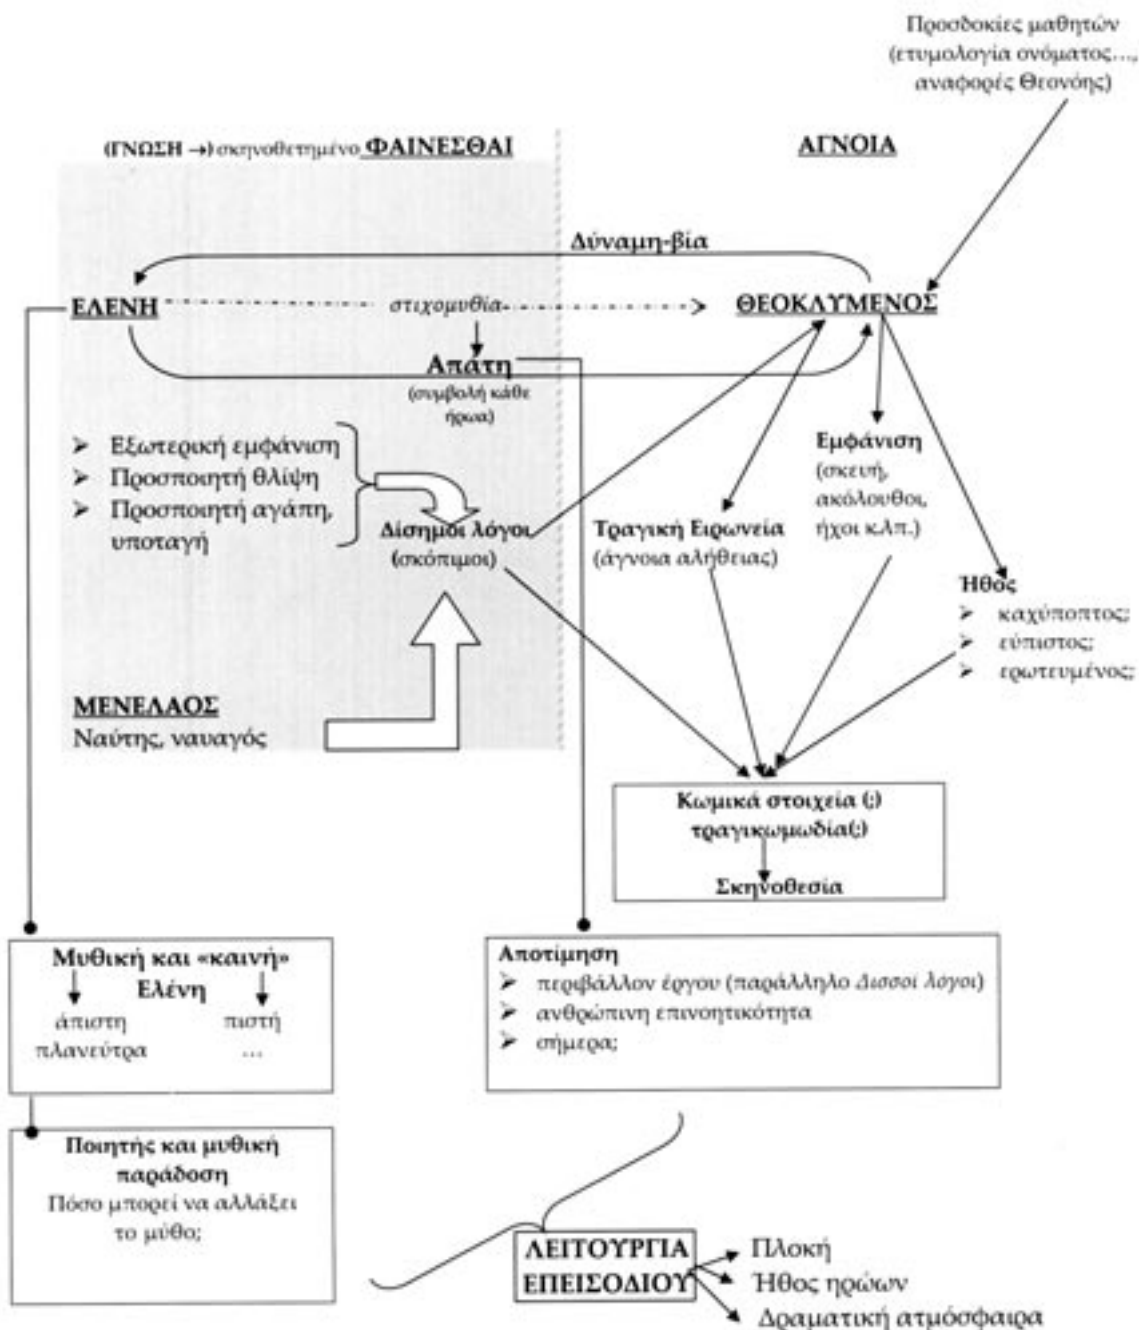 Προσδοκίες μαθητών
(ετυμολογία ονόματος...,
αναφορές Θεονόης)
(ΓΝΩΣΗ →) σκηνοθετημένο ΦΑΙΝΕΣΘΑΙ
ΑΓΝΟΙΑ
Δύναμη-βία
ΕΛΕΝΗ
στιχομυθία
ΘΕΟΚΛΥΜΕΝΟΣ
Απάτη
(συμβολή κάθε
ήρωα)
➢ Εξωτερική εμφάνιση
➢ Προσποιητή θλίψη
➢ Προσποιητή αγάπη,
υποταγή
Δίσημοι λόγοι
(σκόπιμοι)
Τραγική Ειρωνεία
(άγνοια αλήθειας)
Εμφάνιση
(σκευή,
ακόλουθοι,
ήχοι κ.λπ.)
Ήθος
➢ καχύποπτος;
➢ εύπιστος;
➢ ερωτευμένος;
ΜΕΝΕΛΑΟΣ
Ναύτης, ναυαγός
Κωμικά στοιχεία (;)
τραγικωμωδία(;)
Σκηνοθεσία
Μυθική και «καινή»
Ελένη
άπιστη πιστή
πλανεύτρα ...
Αποτίμηση
➢ περιβάλλον έργου (παράλληλο Δισσοί λόγοι)
➢ ανθρώπινη επινοητικότητα
➢ σήμερα;
Ποιητής και μυθική
παράδοση
Πόσο μπορεί να αλλάξει
το μύθο;
ΛΕΙΤΟΥΡΓΙΑ
ΕΠΕΙΣΟΔΙΟΥ
Πλοκή
Ήθος ηρώων
Δραματική ατμόσφαιρα